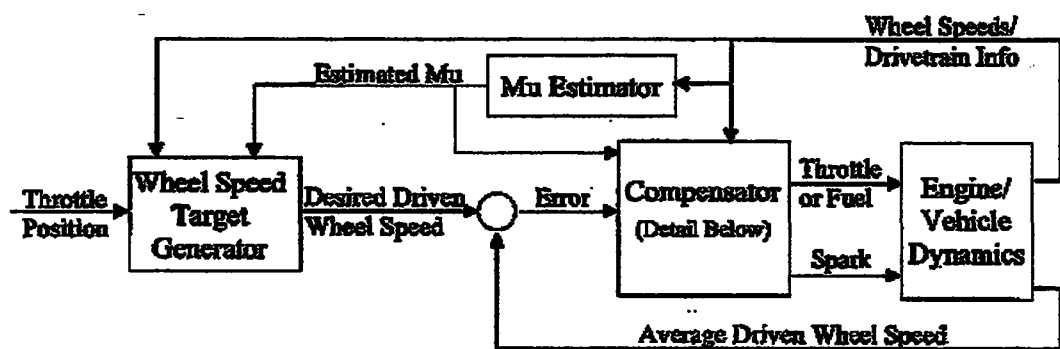 Wheel Speeds/
Drivetrain Info
Estimated Mu
Mu Estimator
Throttle
Position
Wheel Speed
Target
Generator
Desired Driven
Wheel Speed
Error
Compensator
(Detail Below)
Throttle
or Fuel
Spark
Engine/
Vehicle
Dynamics
Average Driven Wheel Speed